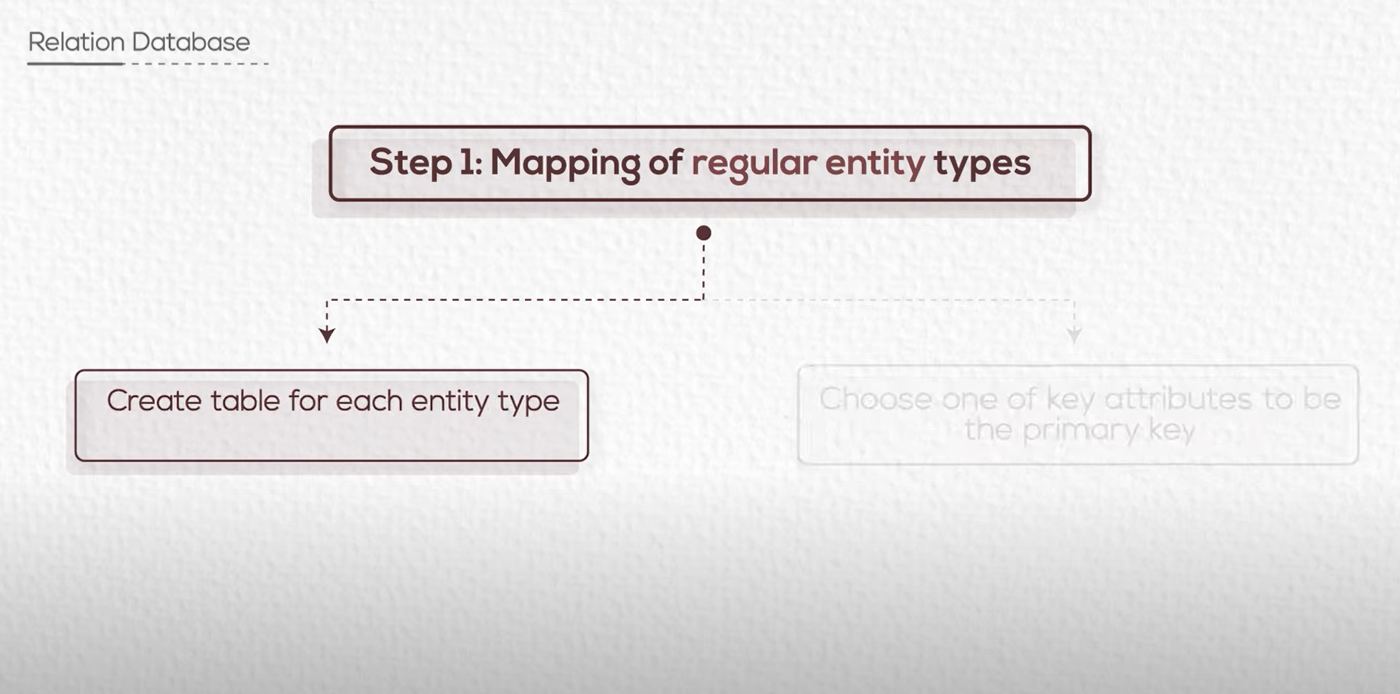 Relation Database
Step 1: Mapping of regular entity types
Create table for each entity type
Choose one of key attributes to be
the primary key